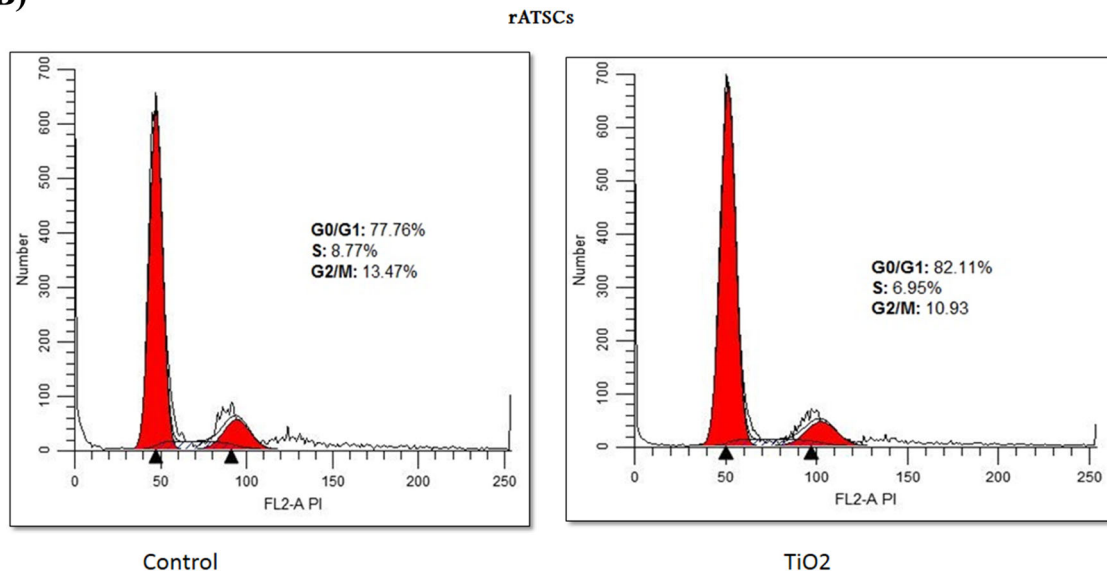 B)
rATSCs
700
600
500
400
300
200
100
0
Number
G0/G1: 77.76%
S: 8.77%
G2/M: 13.47%
0 50 100 150 200 250
FL2-A PI
Control
700
600
500
400
300
200
100
0
Number
G0/G1: 82.11%
S: 6.95%
G2/M: 10.93
0 50 100 150 200 250
FL2-A PI
TiO2